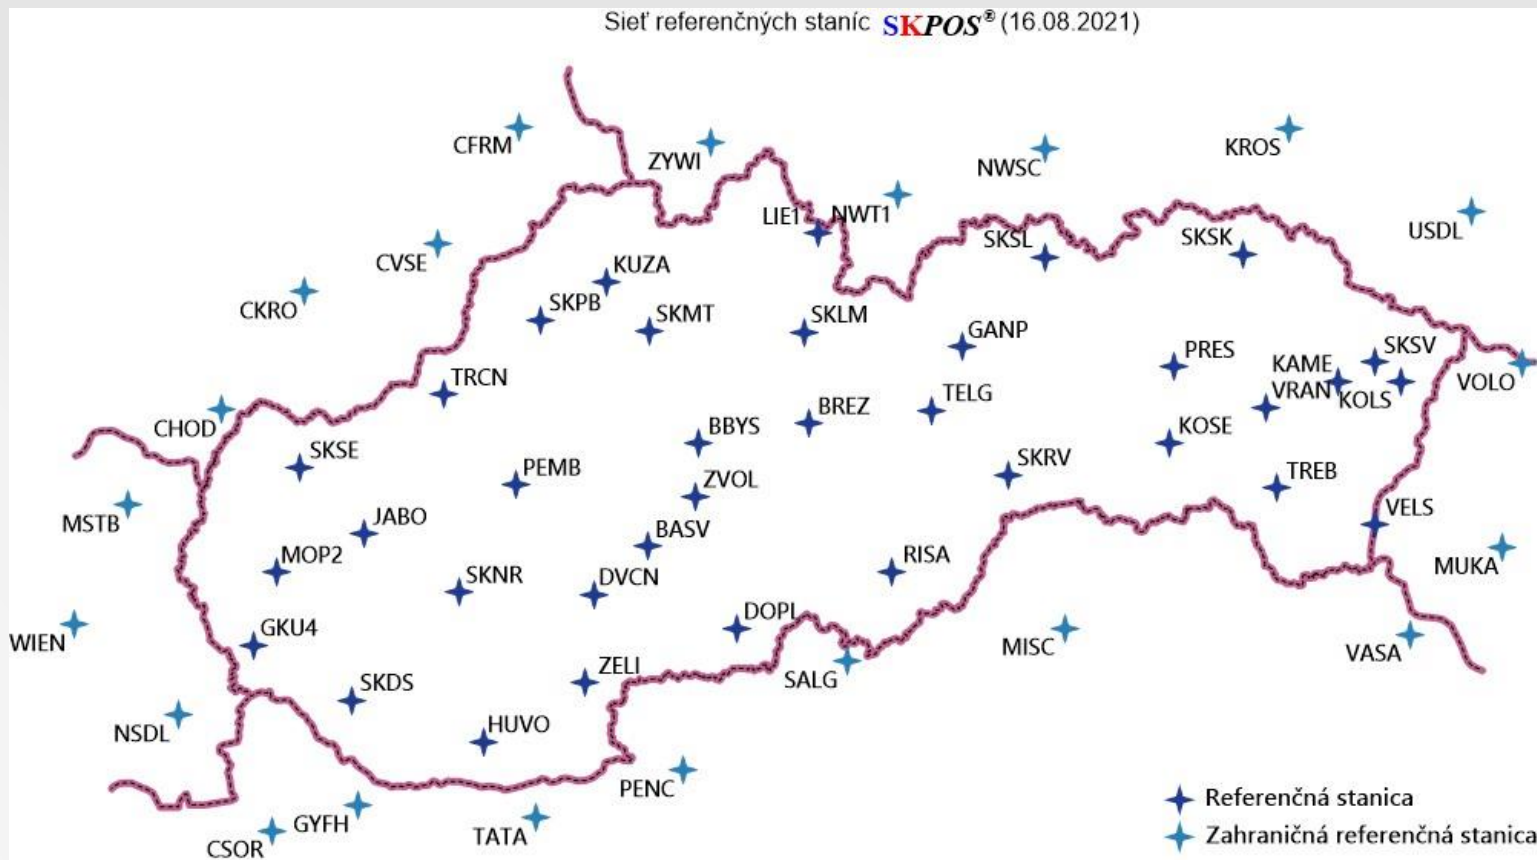 Sieť referenčných staníc SKPOS® (16.08.2021)
CFRM
ZYWI
NWSC
KROS
LIE1
NWT1
USDL
CVSE
SKSL
SKSK
KUZA
CKRO
SKPB
SKMT
SKLM
GANP
PRES
SKSV
KAME
VOLO
TRCN
VRAN
KOLS
CHOD
BREZ
TELG
BBYS
KOSE
SKSE
PEMB
ZVOL
SKRV
TREB
MSTB
JABO
BASV
VELS
MOP2
SKNR
DVCN
RISA
MUKA
WIEN
GKU4
DOPL
MISC
VASA
ZELI
SALG
SKDS
NSDL
HUVO
PENC
Referenčná stanica
GYFH
TATA
Zahraničná referenčná stanica
CSOR